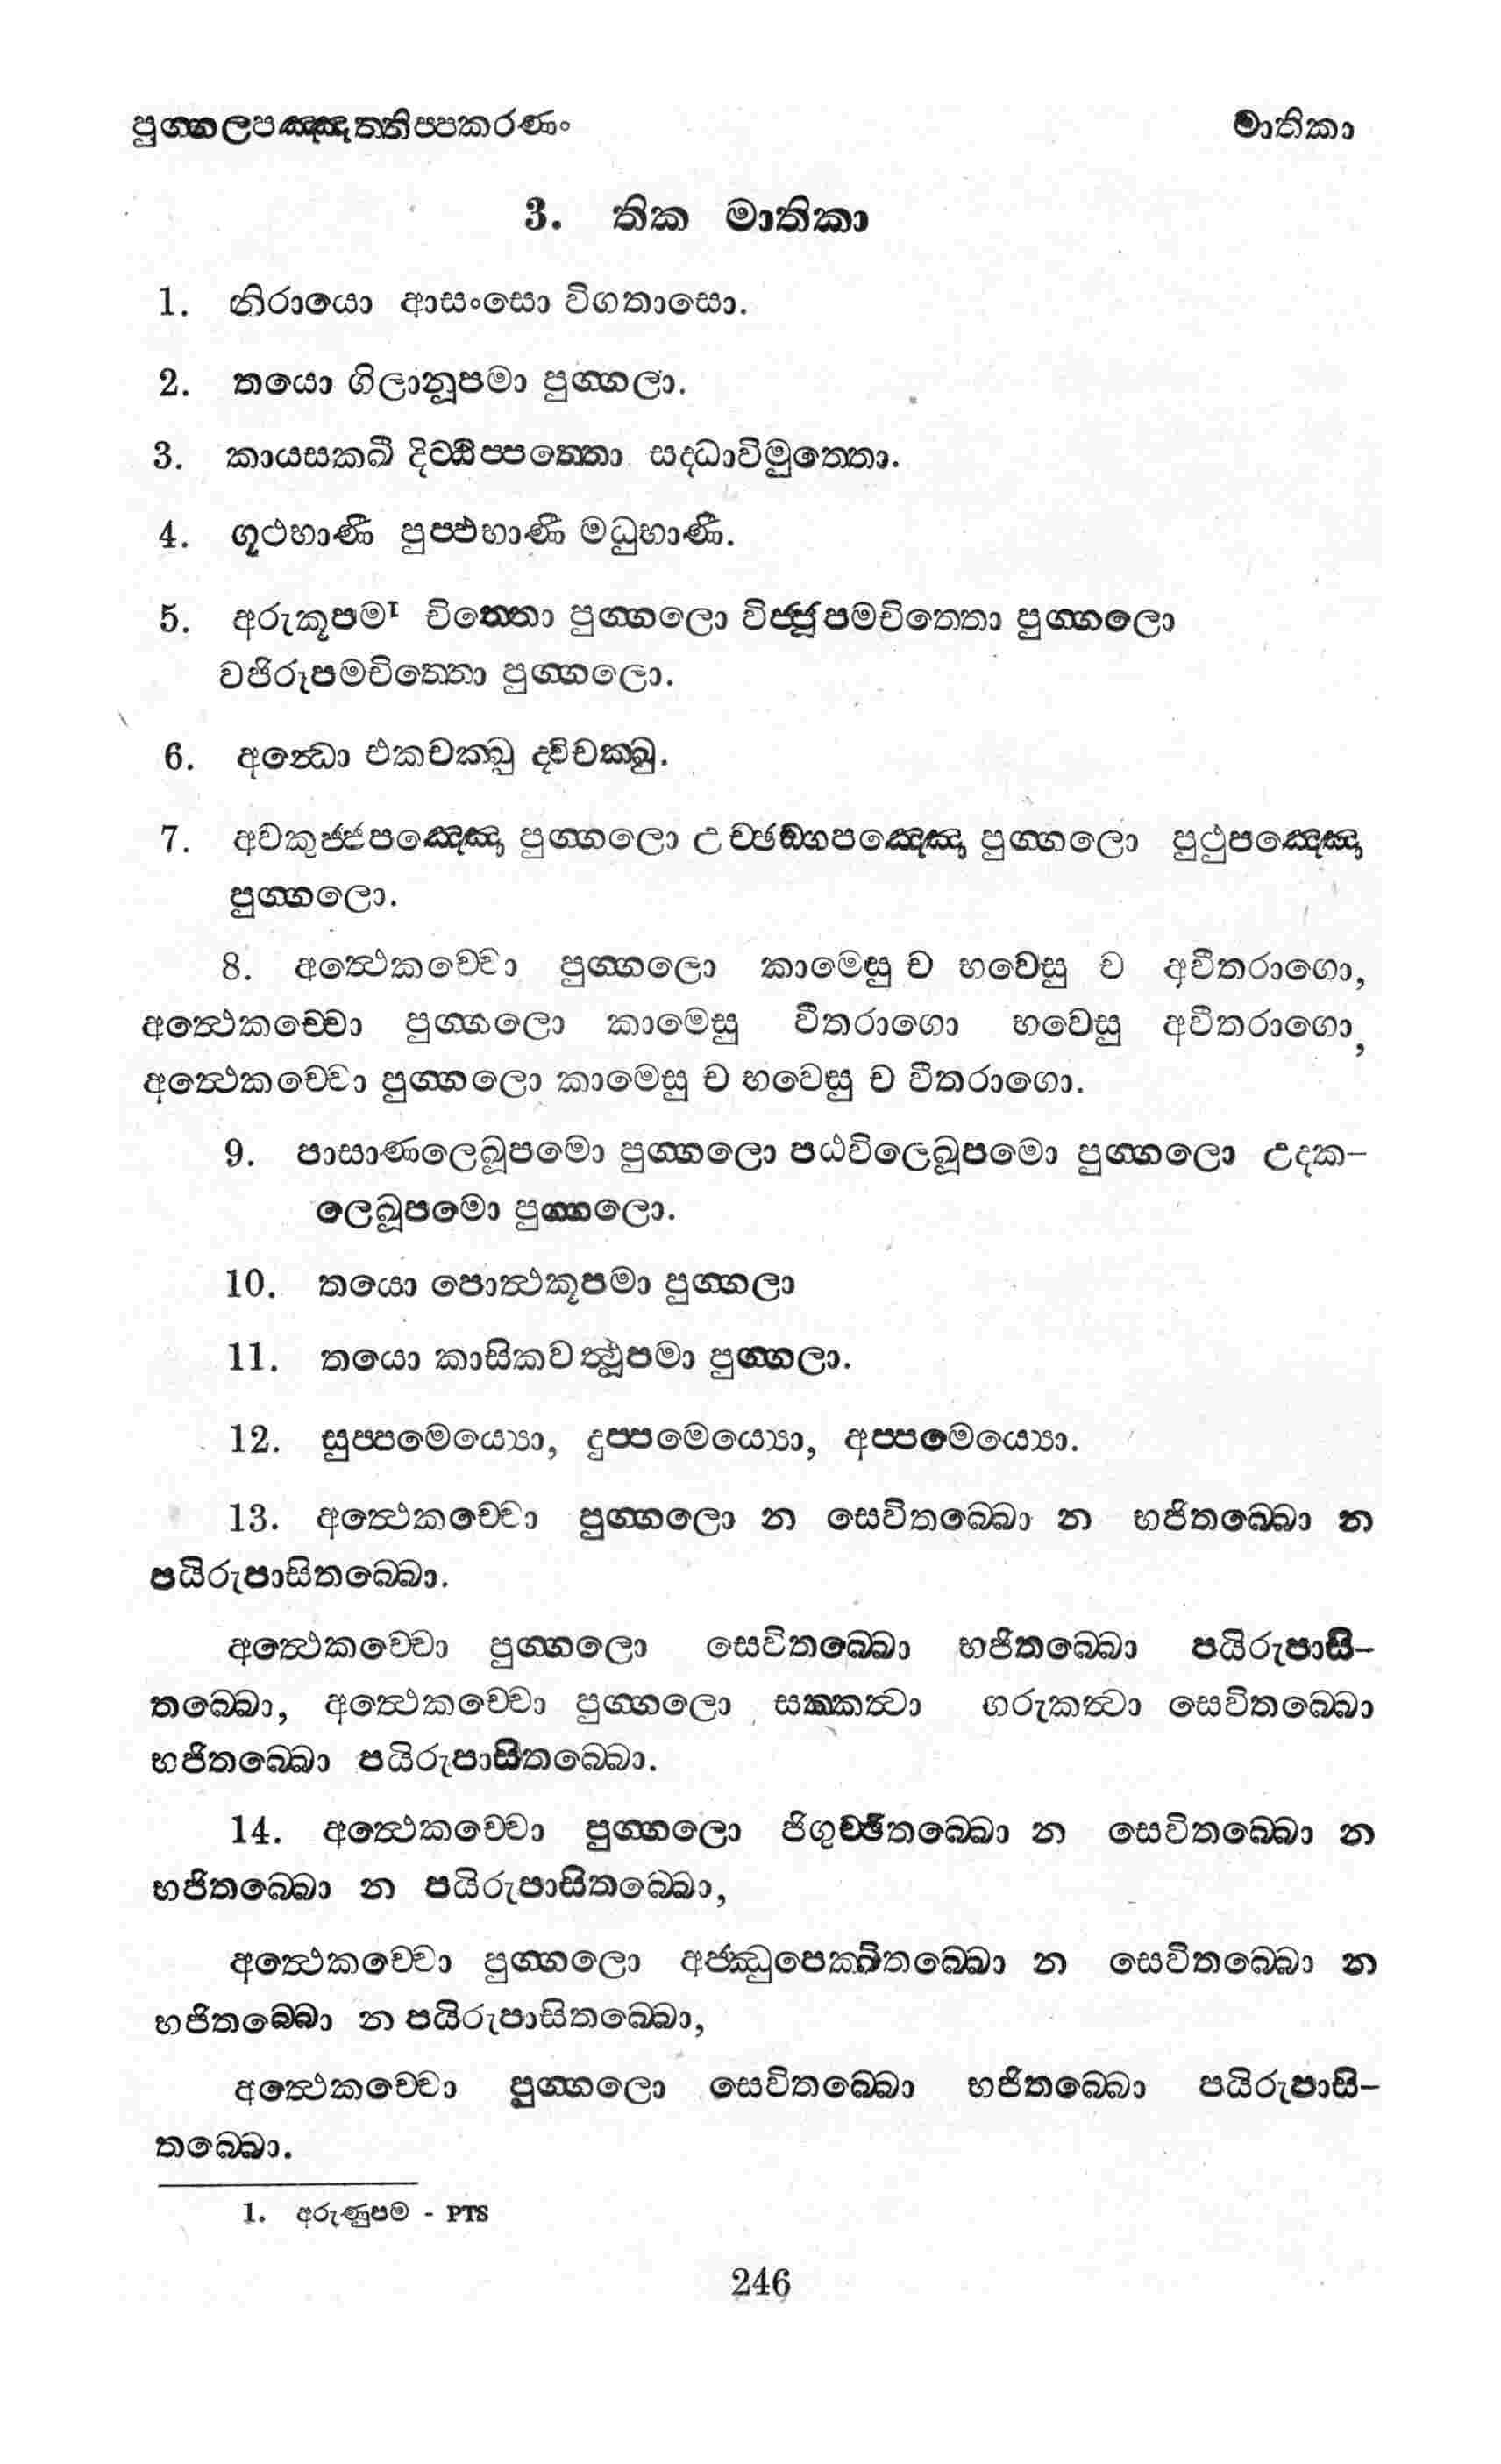 පුග්ගලපඤ්ඤත්තිප්පකරණං මාතිකා
3. තික මාතිකා
1. නිරායො ආසංසො විගතාසො.
2. තයො ගිලානූපමා පුග්ගලා.
3. කායසක්ඛී දිට්ඨිප්පත්තො සද්ධාවිමුත්තො.
4. ගූථභාණී පුප්ඵභාණී මධුභාණී.
5. අරුකූපම¹ චිත්තො පුග්ගලො විජ්ජූපමචිත්තො පුග්ගලො
වජිරූපමචිත්තො පුග්ගලො.
6. අන්ධො එකචක්ඛු ද්විචක්ඛු.
7. අවකුජ්ජපඤ්ඤො පුග්ගලො උච්ඡඞ්ගපඤ්ඤො පුග්ගලො පුථුපඤ්ඤො
පුග්ගලො.
8. අත්ථෙකච්චො පුග්ගලො කාමෙසු ච භවෙසු ච අවීතරාගො,
අත්ථෙකච්චො පුග්ගලො කාමෙසු වීතරාගො භවෙසු අවීතරාගො,
අත්ථෙකච්චො පුග්ගලො කාමෙසු ච භවෙසු ච වීතරාගො.
9. පාසාණලෙඛූපමො පුග්ගලො පඨවිලෙඛූපමො පුග්ගලො උදක-
ලෙඛූපමො පුග්ගලො.
10. තයො පොත්ථකූපමා පුග්ගලා
11. තයො කාසිකවත්ථූපමා පුග්ගලා.
12. සුප්පමෙය්‍යො, දුප්පමෙය්‍යො, අප්පමෙය්‍යො.
13. අත්ථෙකච්චො පුග්ගලො න සෙවිතබ්බො න භජිතබ්බො න
පයිරුපාසිතබ්බො.
අත්ථෙකච්චො පුග්ගලො සෙවිතබ්බො භජිතබ්බො පයිරුපාසි-
තබ්බො, අත්ථෙකච්චො පුග්ගලො සක්කත්වා ගරුකත්වා සෙවිතබ්බො
භජිතබ්බො පයිරුපාසිතබ්බො.
14. අත්ථෙකච්චො පුග්ගලො ජිගුච්ඡිතබ්බො න සෙවිතබ්බො න
භජිතබ්බො න පයිරුපාසිතබ්බො,
අත්ථෙකච්චො පුග්ගලො අජ්ඣුපෙක්ඛිතබ්බො න සෙවිතබ්බො න
භජිතබ්බො න පයිරුපාසිතබ්බො,
අත්ථෙකච්චො පුග්ගලො සෙවිතබ්බො භජිතබ්බො පයිරුපාසි-
තබ්බො.
1. අරුණුපම - PTS
246